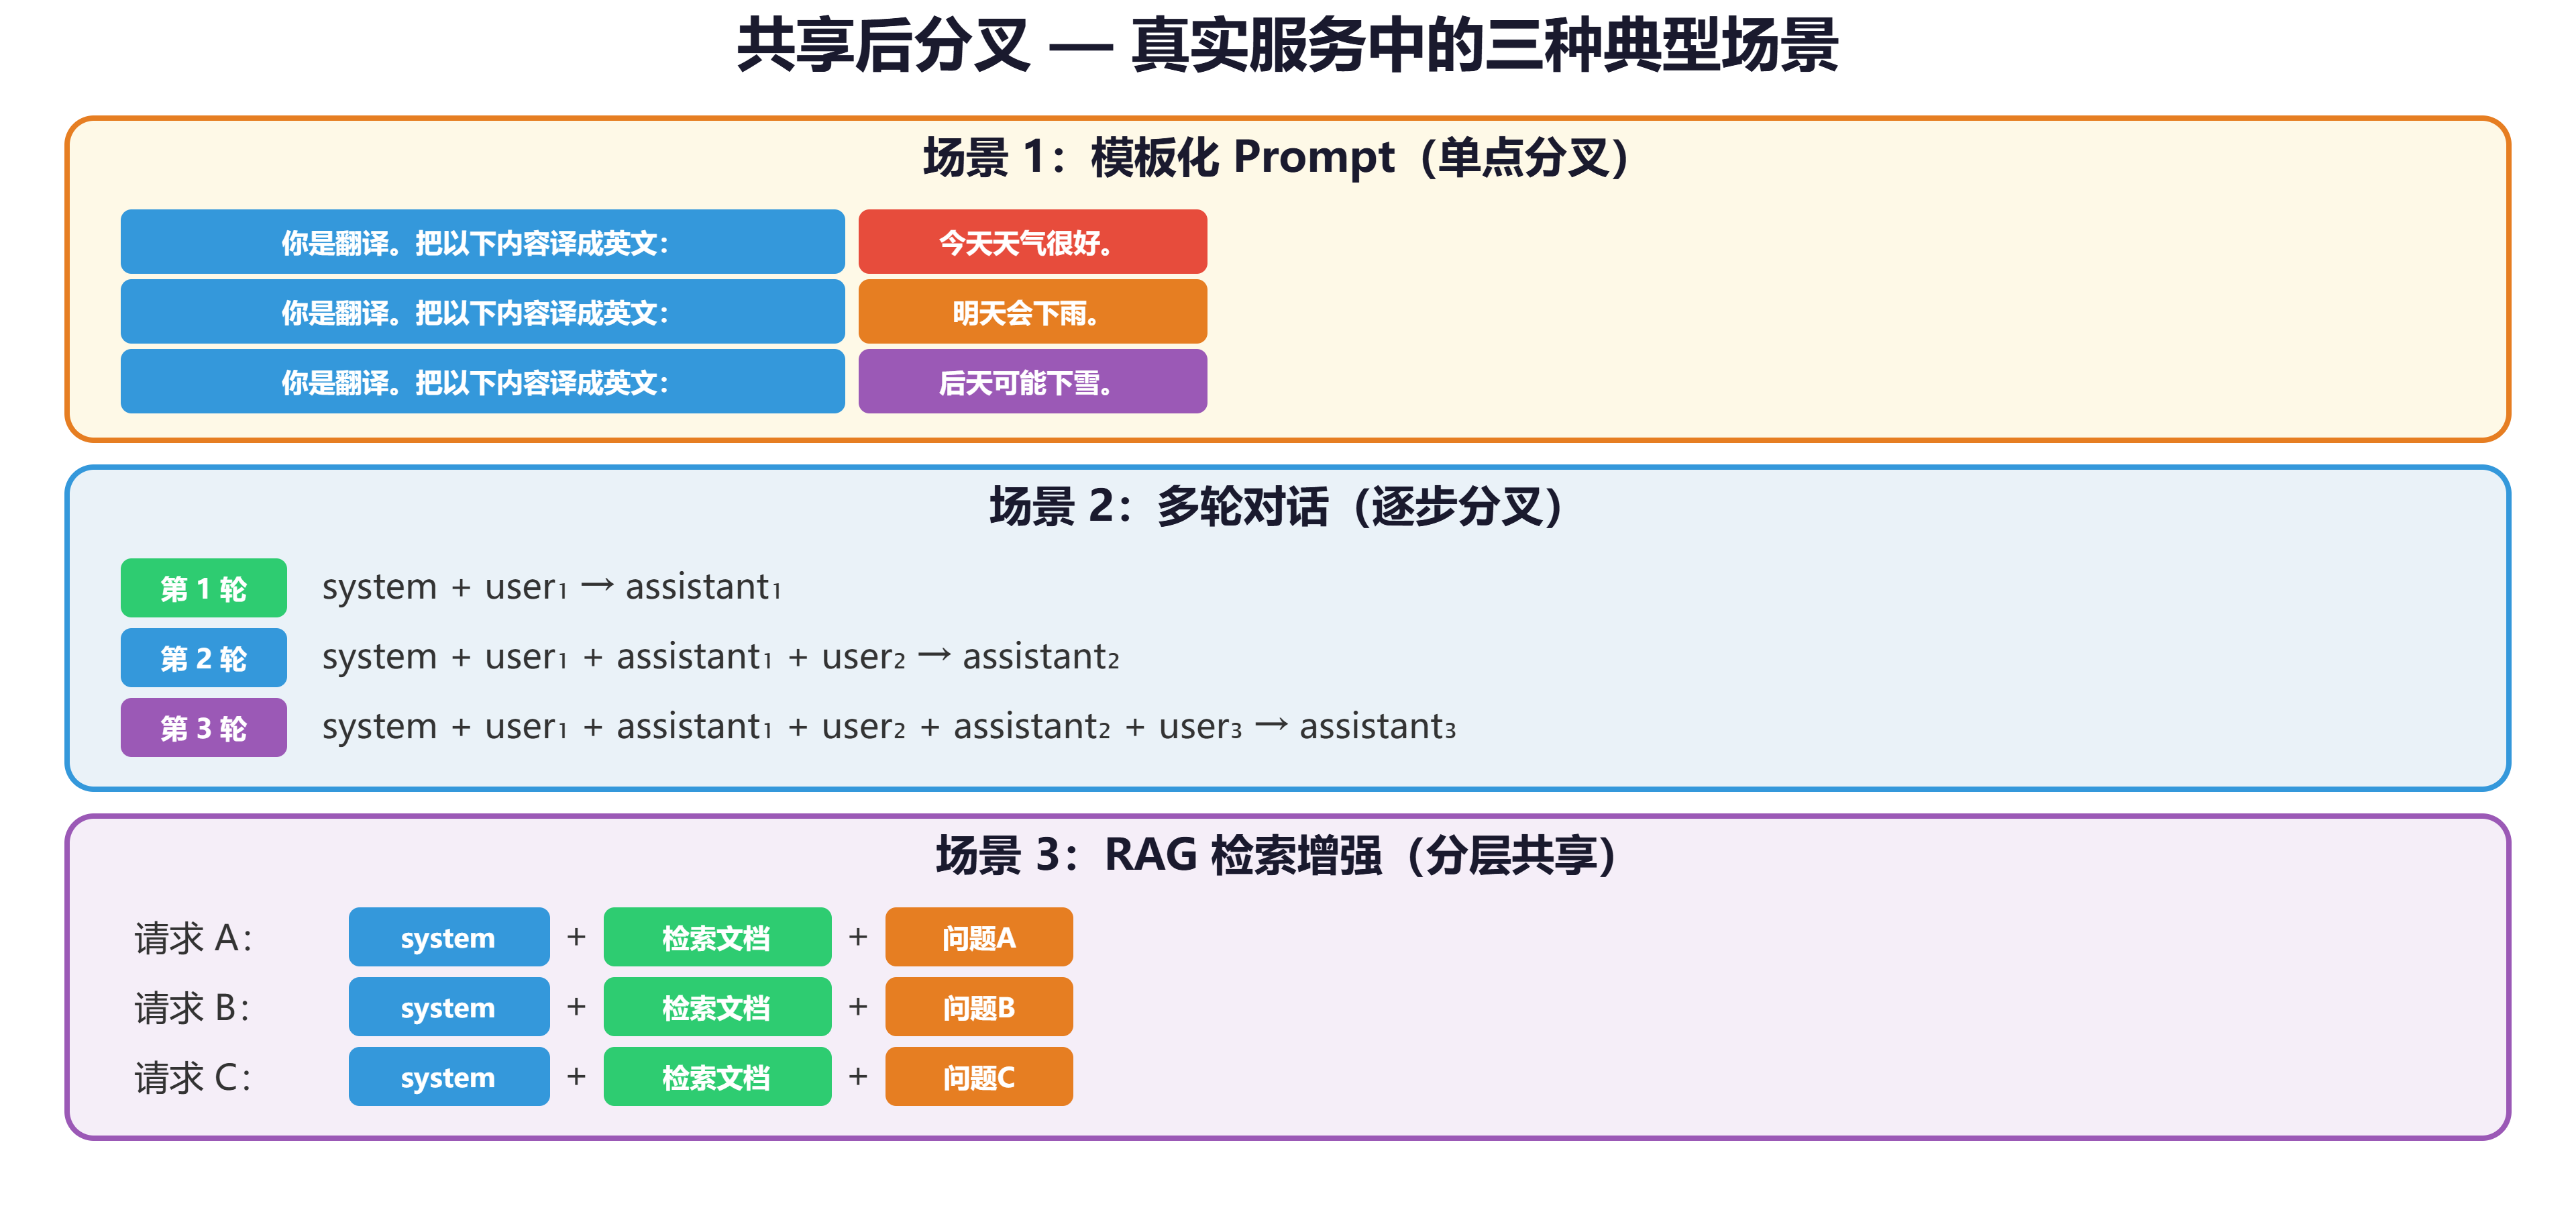 共享后分叉 — 真实服务中的三种典型场景
场景 1：模板化 Prompt（单点分叉）
你是翻译。把以下内容译成英文： 今天天气很好。
你是翻译。把以下内容译成英文： 明天会下雨。
你是翻译。把以下内容译成英文： 后天可能下雪。
场景 2：多轮对话（逐步分叉）
第 1 轮 system + user₁ → assistant₁
第 2 轮 system + user₁ + assistant₁ + user₂ → assistant₂
第 3 轮 system + user₁ + assistant₁ + user₂ + assistant₂ + user₃ → assistant₃
场景 3：RAG 检索增强（分层共享）
请求 A： system + 检索文档 + 问题A
请求 B： system + 检索文档 + 问题B
请求 C： system + 检索文档 + 问题C